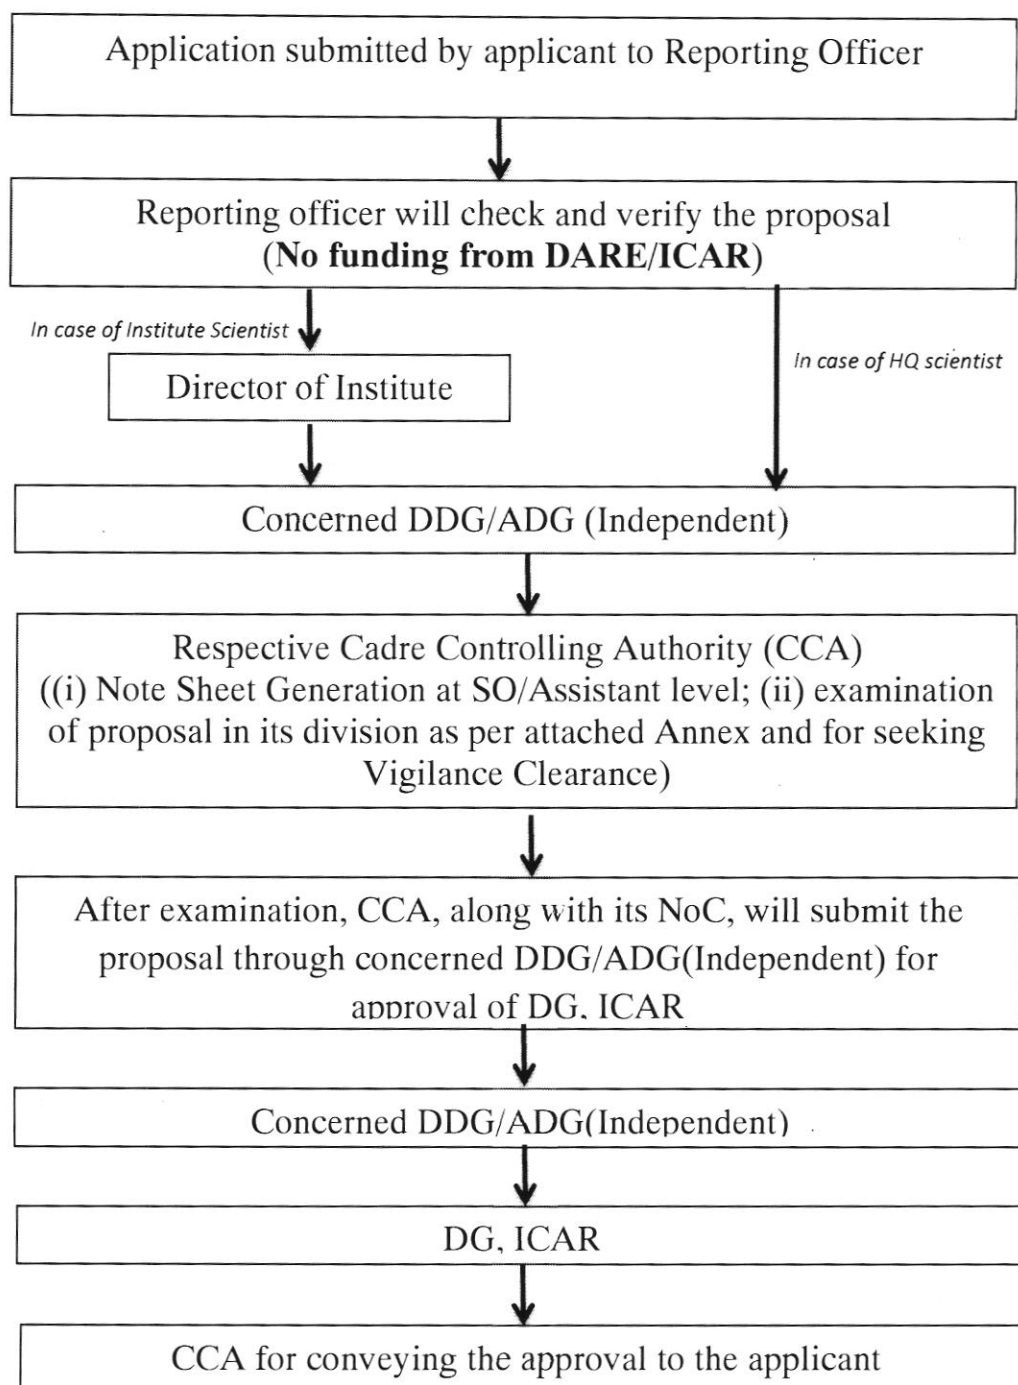 Application submitted by applicant to Reporting Officer
Reporting officer will check and verify the proposal
(No funding from DARE/ICAR)
In case of Institute Scientist
In case of HQ scientist
Director of Institute
Concerned DDG/ADG (Independent)
Respective Cadre Controlling Authority (CCA)
((i) Note Sheet Generation at SO/Assistant level; (ii) examination
of proposal in its division as per attached Annex and for seeking
Vigilance Clearance)
After examination, CCA, along with its NoC, will submit the
proposal through concerned DDG/ADG(Independent) for
approval of DG, ICAR
Concerned DDG/ADG(Independent)
DG, ICAR
CCA for conveying the approval to the applicant